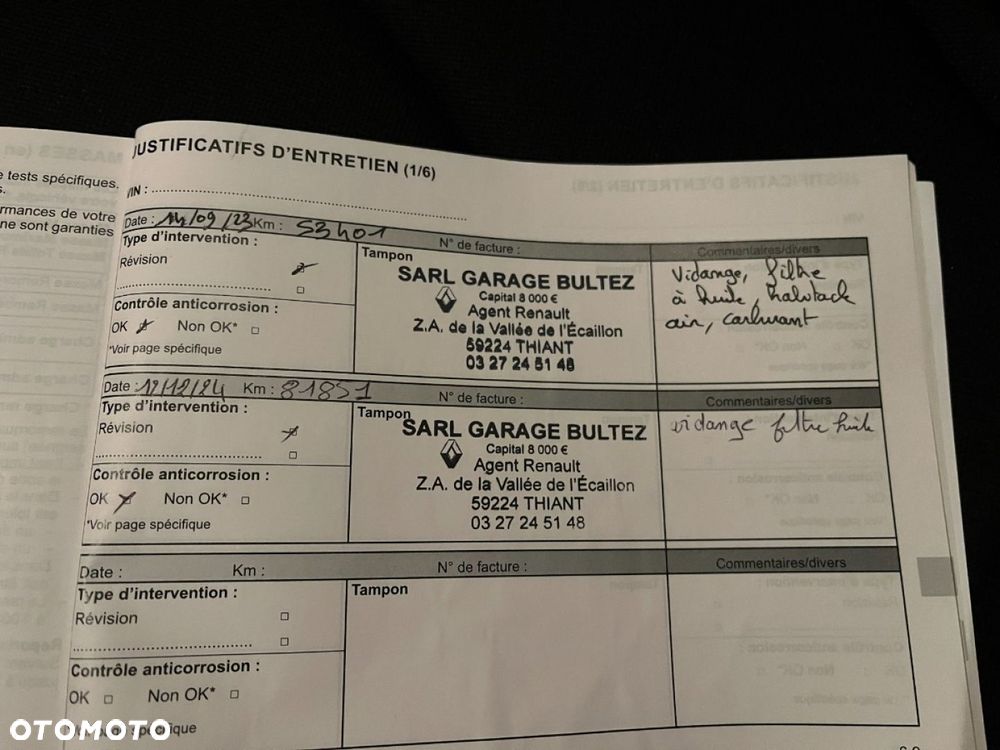 JUSTIFICATIFS D'ENTRETIEN (1/6)
e tests spécifiques.
s.
VIN : ..........................................................................
rmances de votre
ne sont garanties
Date : 14/09/23 Km : 53401 N° de facture : Commentaires/divers
Type d'intervention :
Révision
Contrôle anticorrosion :
OK Non OK*
*Voir page spécifique
Tampon
SARL GARAGE BULTEZ
Capital 8 000 €
Agent Renault
Z.A. de la Vallée de l'Écaillon
59224 THIANT
03 27 24 51 48
Vidange, filtre
à huile,
air, carburant
Date : 12/12/24 Km : 81851 N° de facture : Commentaires/divers
Type d'intervention :
Révision
Contrôle anticorrosion :
OK Non OK*
*Voir page spécifique
Tampon
SARL GARAGE BULTEZ
Capital 8 000 €
Agent Renault
Z.A. de la Vallée de l'Écaillon
59224 THIANT
03 27 24 51 48
vidange filtre huile
Date : Km : N° de facture : Commentaires/divers
Type d'intervention :
Révision
Contrôle anticorrosion :
OK Non OK*
page spécifique
Tampon
OTOMOTO